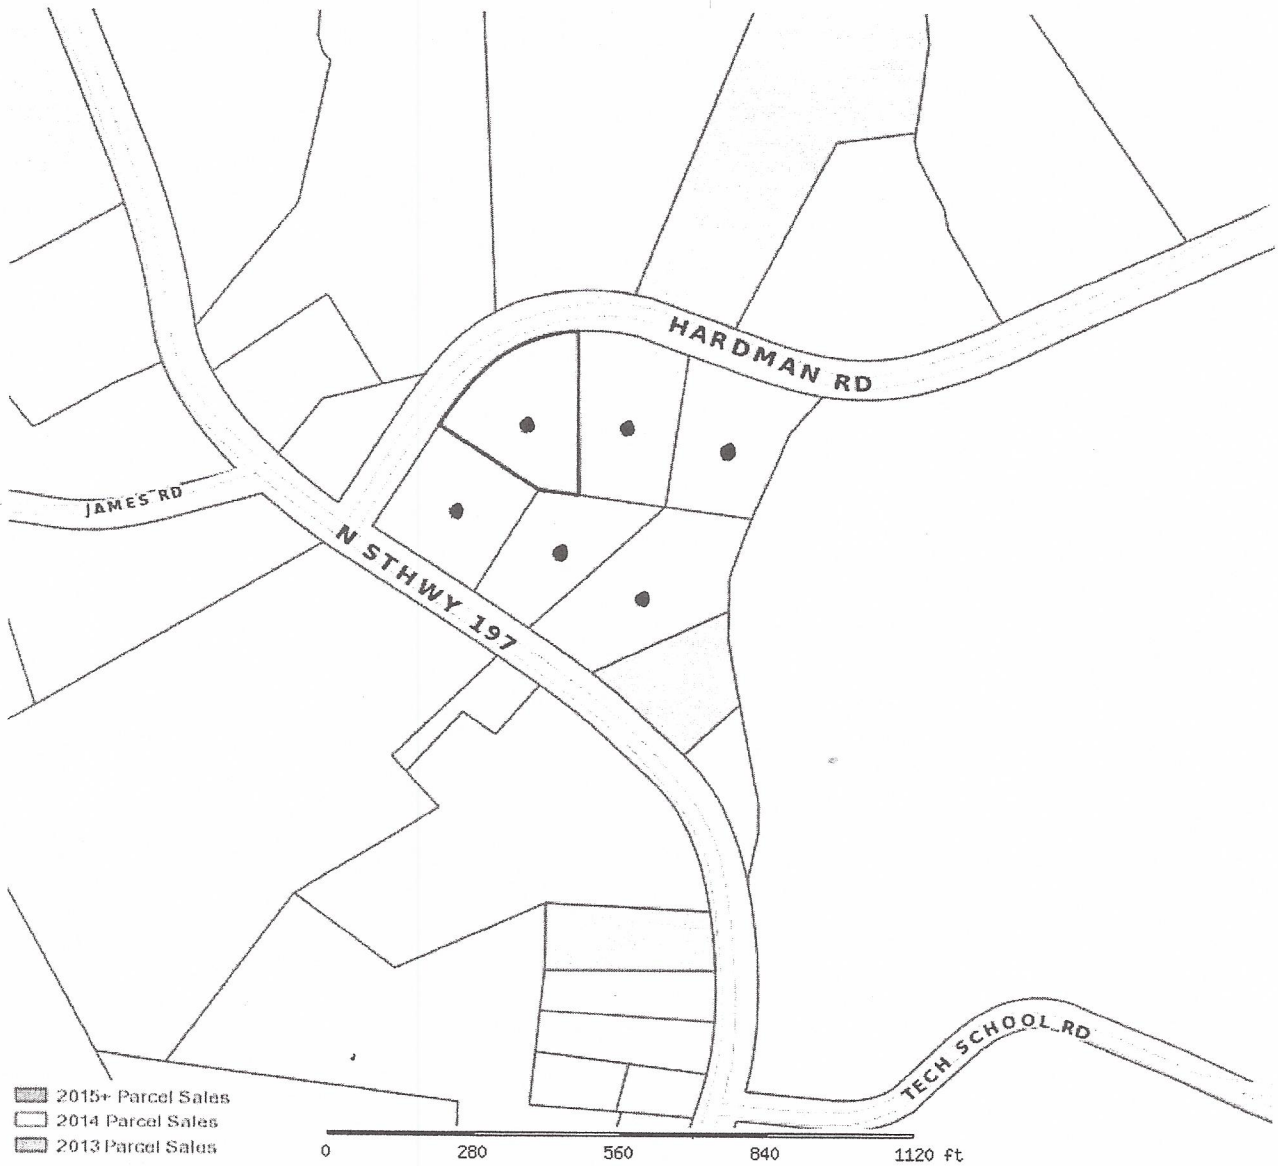 HARDMAN RD
JAMES RD
N STHWY 197
TECH SCHOOL RD
2015+ Parcel Sales
2014 Parcel Sales
2013 Parcel Sales
0 280 560 840 1120 ft